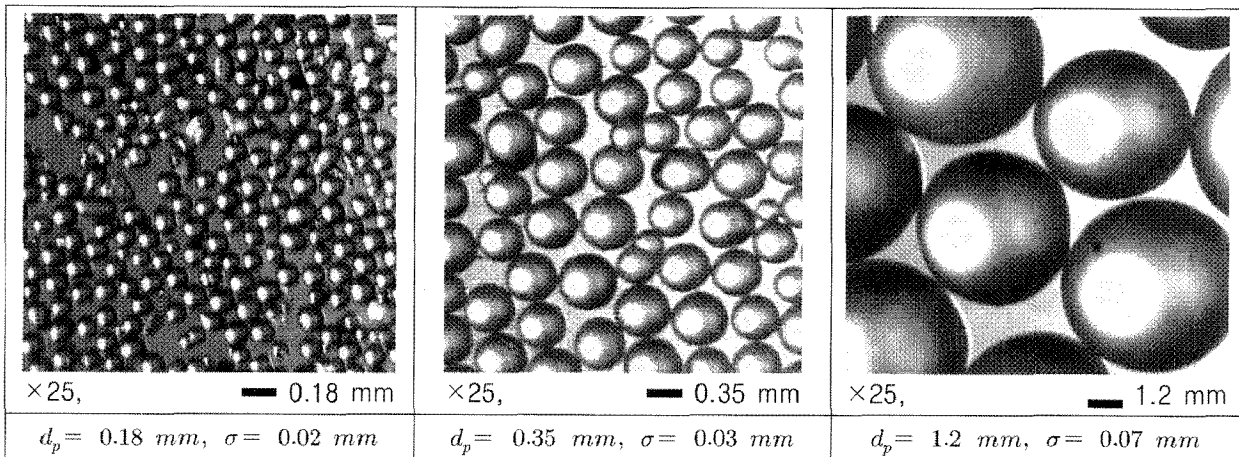 ×25, 0.18 mm
×25, 0.35 mm
×25, 1.2 mm
d_p = 0.18 mm, σ = 0.02 mm
d_p = 0.35 mm, σ = 0.03 mm
d_p = 1.2 mm, σ = 0.07 mm